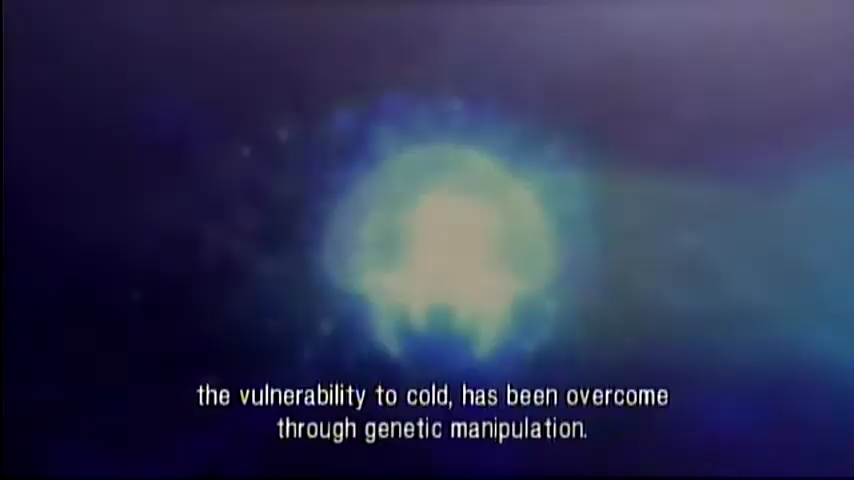 the vulnerability to cold, has been overcome
through genetic manipulation.